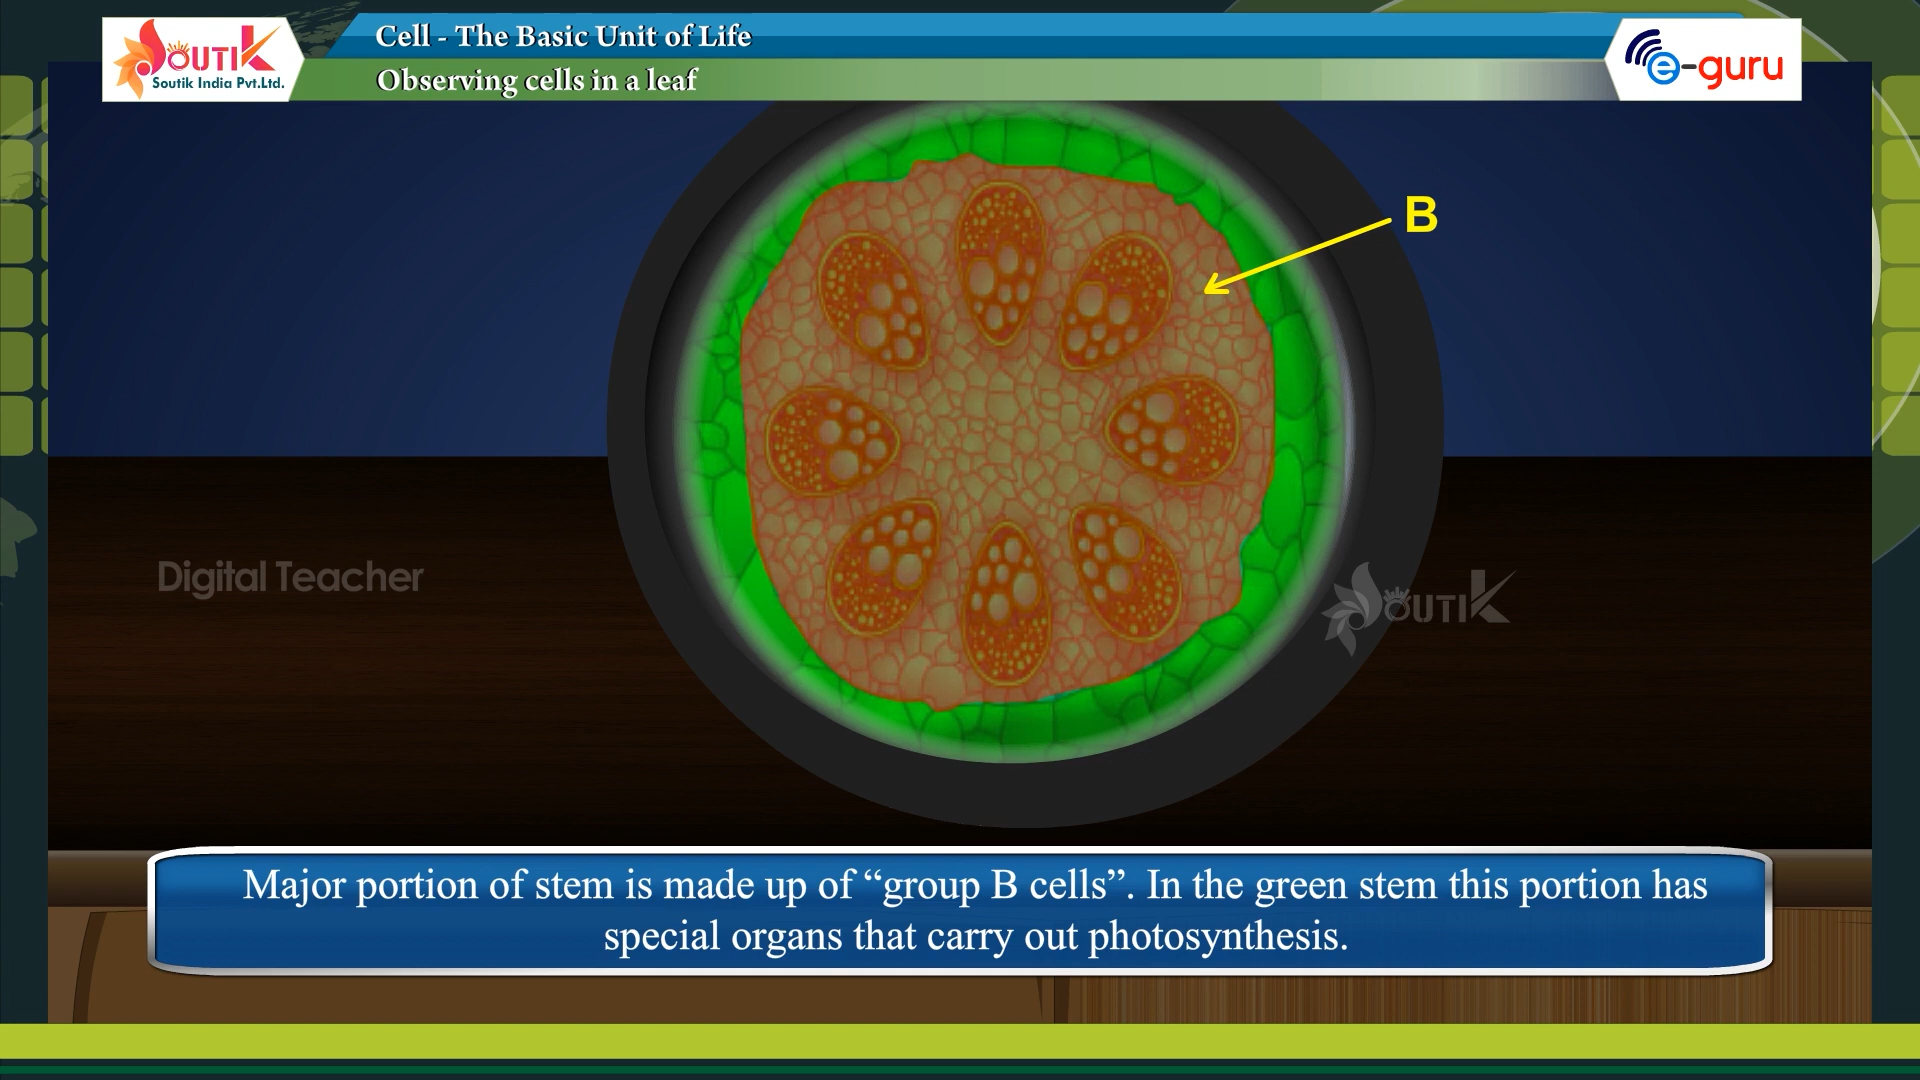 SOUTIK
Soutik India Pvt.Ltd.
Cell - The Basic Unit of Life
Observing cells in a leaf
e-guru
B
Digital Teacher
SOUTIK
Major portion of stem is made up of “group B cells”. In the green stem this portion has
special organs that carry out photosynthesis.